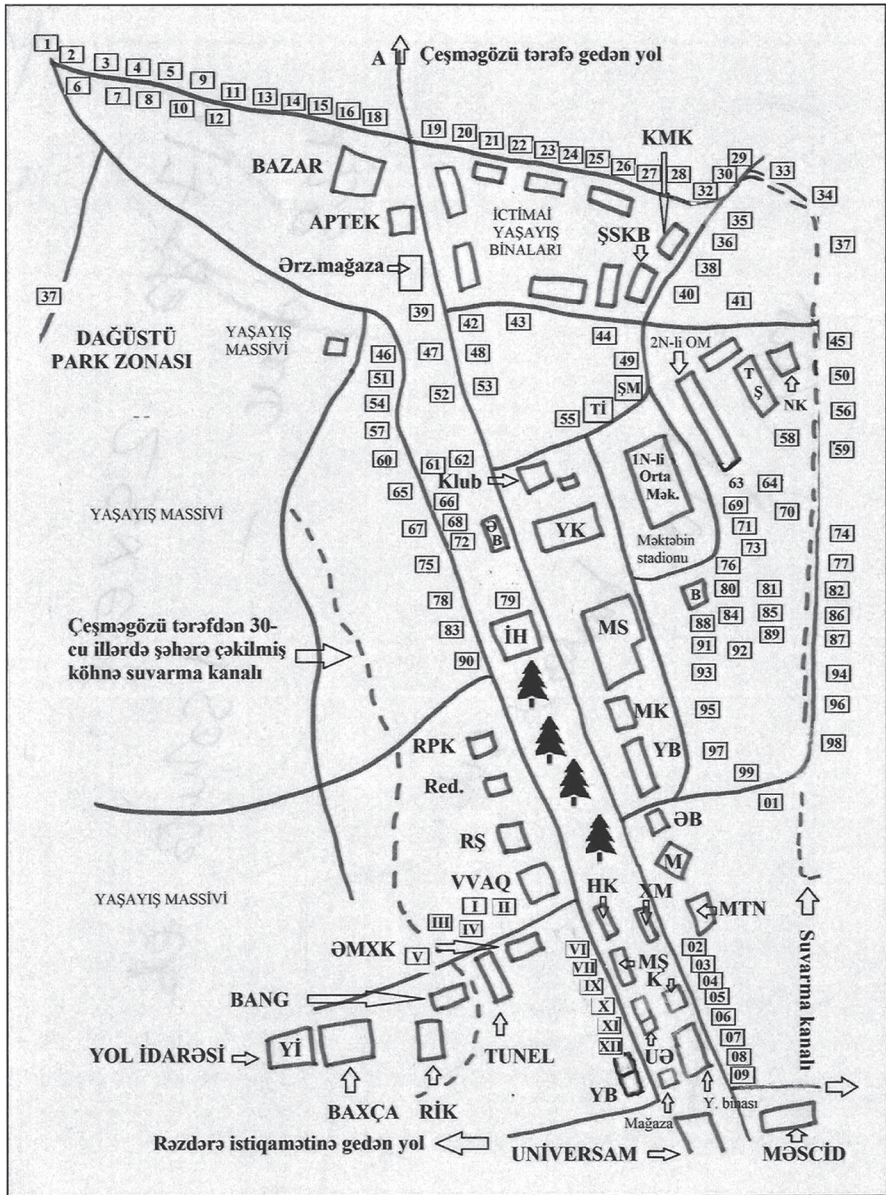 A Çeşməgözü tərəfə gedən yol
1 2 3 4 5 9 11 13 14 15 16 18
6 7 8 10 12
19 20 21 22 23 24 25 26 27 28 32 30 29 33 34
KMK
BAZAR
APTEK
Ərz.mağaza
İCTİMAİ
YAŞAYIŞ
BİNALARI
ŞSKB
35
36
37
38
40
41
37
39
42
43
44
45
DAĞÜSTÜ
PARK ZONASI
YAŞAYIŞ
MASSİVİ
46
47
48
49
2N-li OM
T
Ş
NK
50
51
52
53
54
ŞM
Tİ
55
56
57
58
59
60
61
62
Klub
1N-li
Orta
Mək.
63
64
65
66
67
68
69
70
YAŞAYIŞ MASSİVİ
ƏB
YK
Məktəbin
stadionu
71
72
73
74
75
76
77
78
79
80
81
82
B
Çeşməgözü tərəfdən 30-
cu illərdə şəhərə çəkilmiş
köhnə suvarma kanalı
İH
MS
83
84
85
86
87
88
89
90
91
92
93
94
95
96
97
98
99
01
RPK
MK
YB
Red.
RŞ
ƏB
M
VVAQ
YAŞAYIŞ MASSİVİ
HK
XM
MTN
I
II
III
IV
V
ƏMXK
VI
VII
IX
X
XI
XII
MŞ
K
02
03
04
05
06
07
08
09
Suvarma kanalı
BANG
YOL İDARƏSİ
Yİ
TUNEL
UƏ
BAXÇA
RİK
YB
Mağaza
Y. binası
Rəzdərə istiqamətinə gedən yol
UNİVERSAM
MƏSCİD